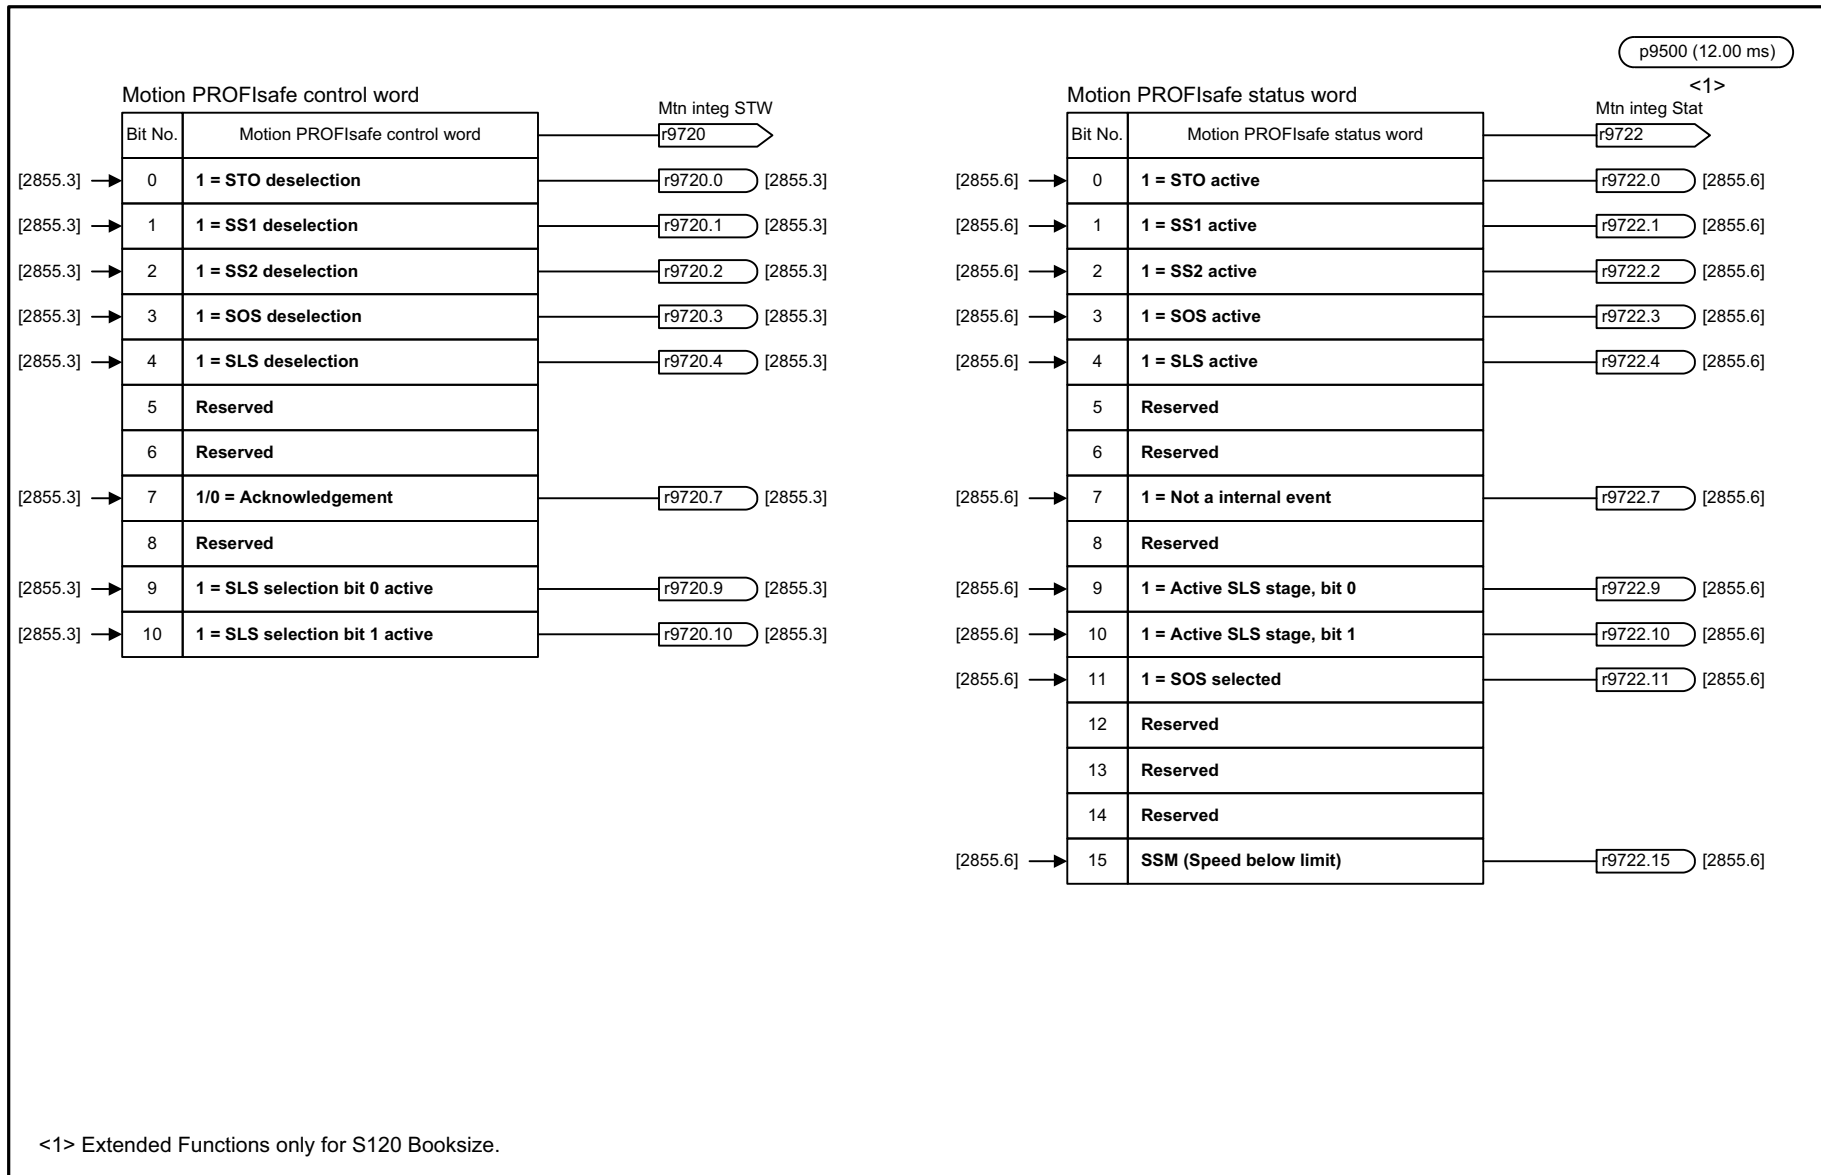 p9500 (12.00 ms)
<1>
Motion PROFIsafe control word
Mtn integ STW
Bit No. Motion PROFIsafe control word r9720
[2855.3] 0 1 = STO deselection r9720.0 [2855.3]
[2855.3] 1 1 = SS1 deselection r9720.1 [2855.3]
[2855.3] 2 1 = SS2 deselection r9720.2 [2855.3]
[2855.3] 3 1 = SOS deselection r9720.3 [2855.3]
[2855.3] 4 1 = SLS deselection r9720.4 [2855.3]
5 Reserved
6 Reserved
[2855.3] 7 1/0 = Acknowledgement r9720.7 [2855.3]
8 Reserved
[2855.3] 9 1 = SLS selection bit 0 active r9720.9 [2855.3]
[2855.3] 10 1 = SLS selection bit 1 active r9720.10 [2855.3]
Motion PROFIsafe status word
Mtn integ Stat
Bit No. Motion PROFIsafe status word r9722
[2855.6] 0 1 = STO active r9722.0 [2855.6]
[2855.6] 1 1 = SS1 active r9722.1 [2855.6]
[2855.6] 2 1 = SS2 active r9722.2 [2855.6]
[2855.6] 3 1 = SOS active r9722.3 [2855.6]
[2855.6] 4 1 = SLS active r9722.4 [2855.6]
5 Reserved
6 Reserved
[2855.6] 7 1 = Not a internal event r9722.7 [2855.6]
8 Reserved
[2855.6] 9 1 = Active SLS stage, bit 0 r9722.9 [2855.6]
[2855.6] 10 1 = Active SLS stage, bit 1 r9722.10 [2855.6]
[2855.6] 11 1 = SOS selected r9722.11 [2855.6]
12 Reserved
13 Reserved
14 Reserved
[2855.6] 15 SSM (Speed below limit) r9722.15 [2855.6]
<1> Extended Functions only for S120 Booksize.